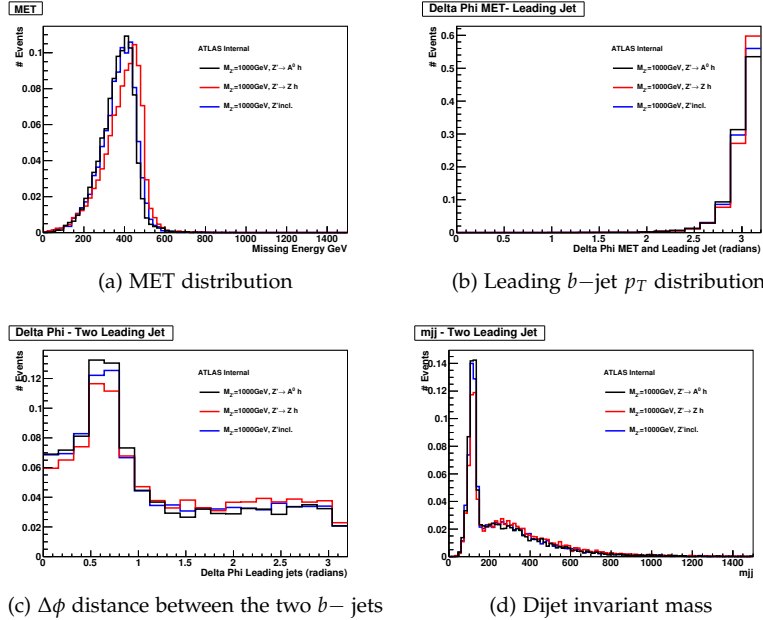 MET
# Events
0.1
0.08
0.06
0.04
0.02
0
ATLAS Internal
M_Z=1000GeV, Z'→ A⁰ h
M_Z=1000GeV, Z'→ Z h
M_Z=1000GeV, Z'incl.
0 200 400 600 800 1000 1200 1400
Missing Energy GeV
(a) MET distribution
Delta Phi MET- Leading Jet
# Events
0.6
0.5
0.4
0.3
0.2
0.1
0
ATLAS Internal
M_Z=1000GeV, Z'→ A⁰ h
M_Z=1000GeV, Z'→ Z h
M_Z=1000GeV, Z'incl.
0 0.5 1 1.5 2 2.5 3
Delta Phi MET and Leading Jet (radians)
(b) Leading b−jet p_T distribution
Delta Phi - Two Leading Jet
# Events
0.12
0.1
0.08
0.06
0.04
0.02
0
ATLAS Internal
M_Z=1000GeV, Z'→ A⁰ h
M_Z=1000GeV, Z'→ Z h
M_Z=1000GeV, Z'incl.
0 0.5 1 1.5 2 2.5 3
Delta Phi Leading jets (radians)
(c) Δϕ distance between the two b− jets
mjj - Two Leading Jet
# Events
0.14
0.12
0.1
0.08
0.06
0.04
0.02
0
ATLAS Internal
M_Z=1000GeV, Z'→ A⁰ h
M_Z=1000GeV, Z'→ Z h
M_Z=1000GeV, Z'incl.
0 200 400 600 800 1000 1200 1400
mjj
(d) Dijet invariant mass